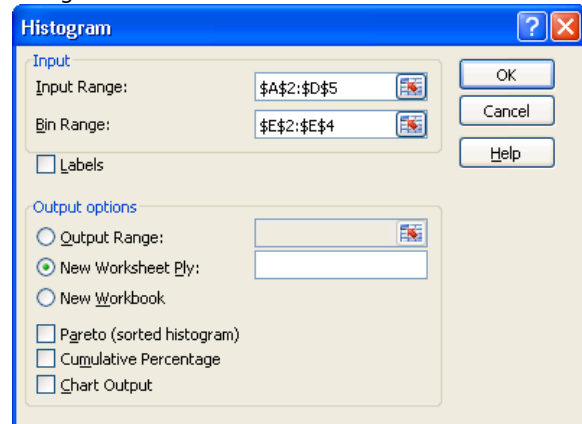 Histogram
Input
Input Range: $A$2:$D$5
Bin Range: $E$2:$E$4
Labels
OK
Cancel
Help
Output options
Output Range:
New Worksheet Ply:
New Workbook
Pareto (sorted histogram)
Cumulative Percentage
Chart Output